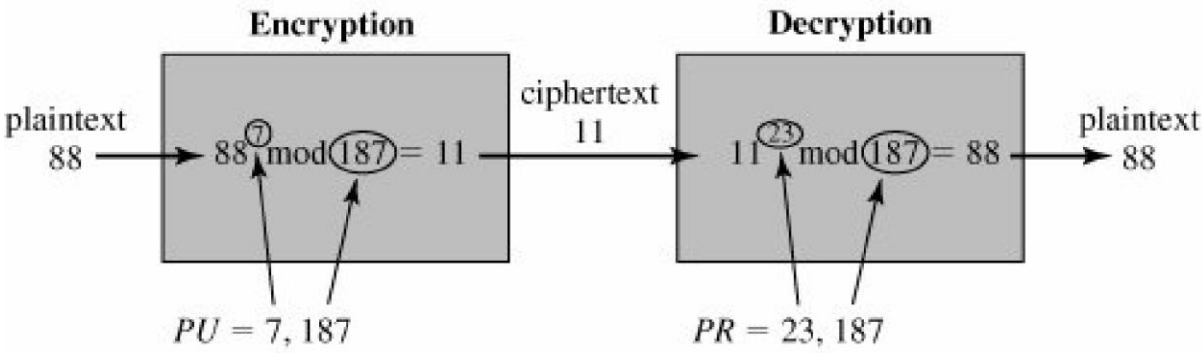 Encryption
Decryption
plaintext
88
88^7 mod 187 = 11
ciphertext
11
11^23 mod 187 = 88
plaintext
88
PU = 7, 187
PR = 23, 187